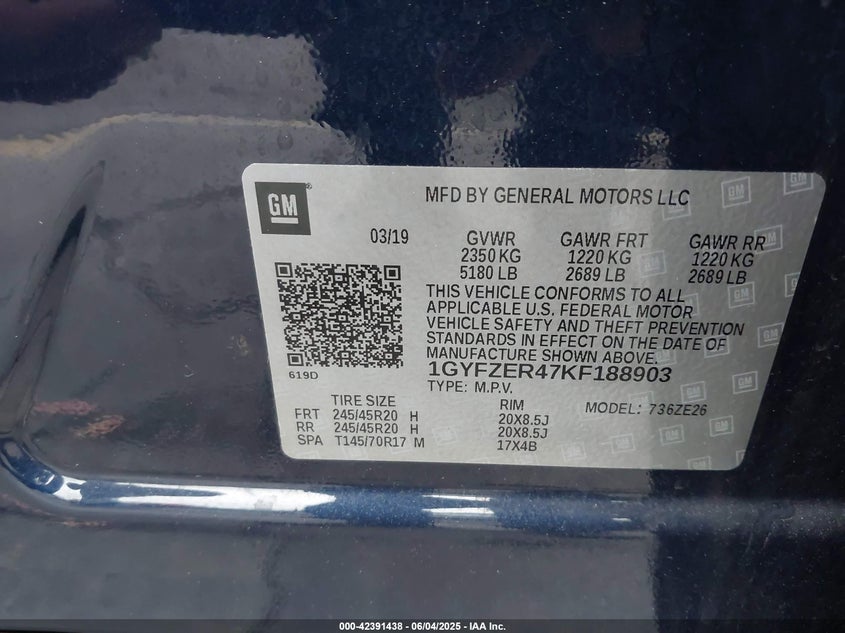 GM
MFD BY GENERAL MOTORS LLC
03/19
GVWR
2350 KG
5180 LB
GAWR FRT
1220 KG
2689 LB
GAWR RR
1220 KG
2689 LB
THIS VEHICLE CONFORMS TO ALL
APPLICABLE U.S. FEDERAL MOTOR
VEHICLE SAFETY AND THEFT PREVENTION
STANDARDS IN EFFECT ON THE DATE OF
MANUFACTURE SHOWN ABOVE.
619D
1GYFZER47KF188903
TYPE: M.P.V.
MODEL: 736ZE26
TIRE SIZE RIM
FRT 245/45R20 H 20X8.5J
RR 245/45R20 H 20X8.5J
SPA T145/70R17 M 17X4B
000-42391438 - 06/04/2025 - IAA Inc.